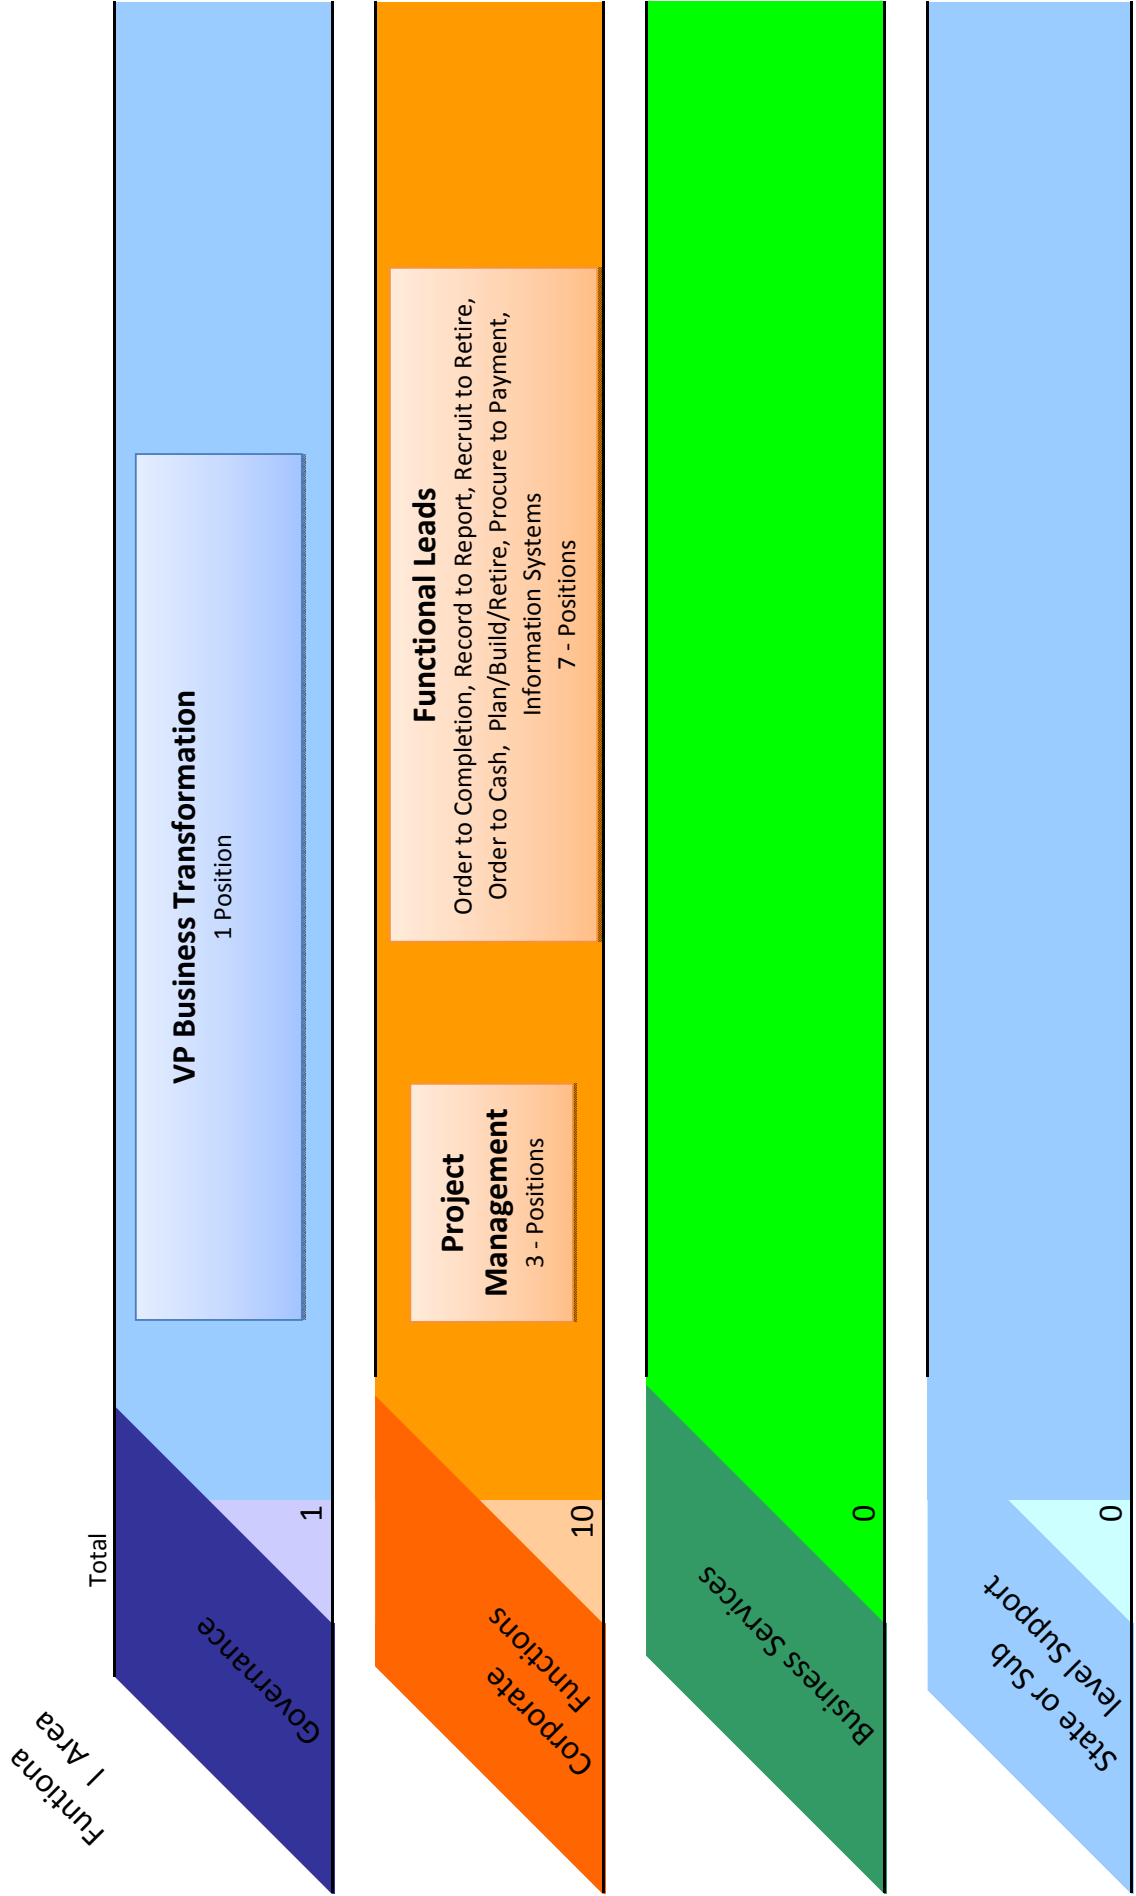 Funtiona
l Area
Total
Governance
1
VP Business Transformation
1 Position
Corporate
Functions
10
Project
Management
3 - Positions
Functional Leads
Order to Completion, Record to Report, Recruit to Retire,
Order to Cash,  Plan/Build/Retire, Procure to Payment,
Information Systems
7 - Positions
Business Services
0
State or Sub
level Support
0